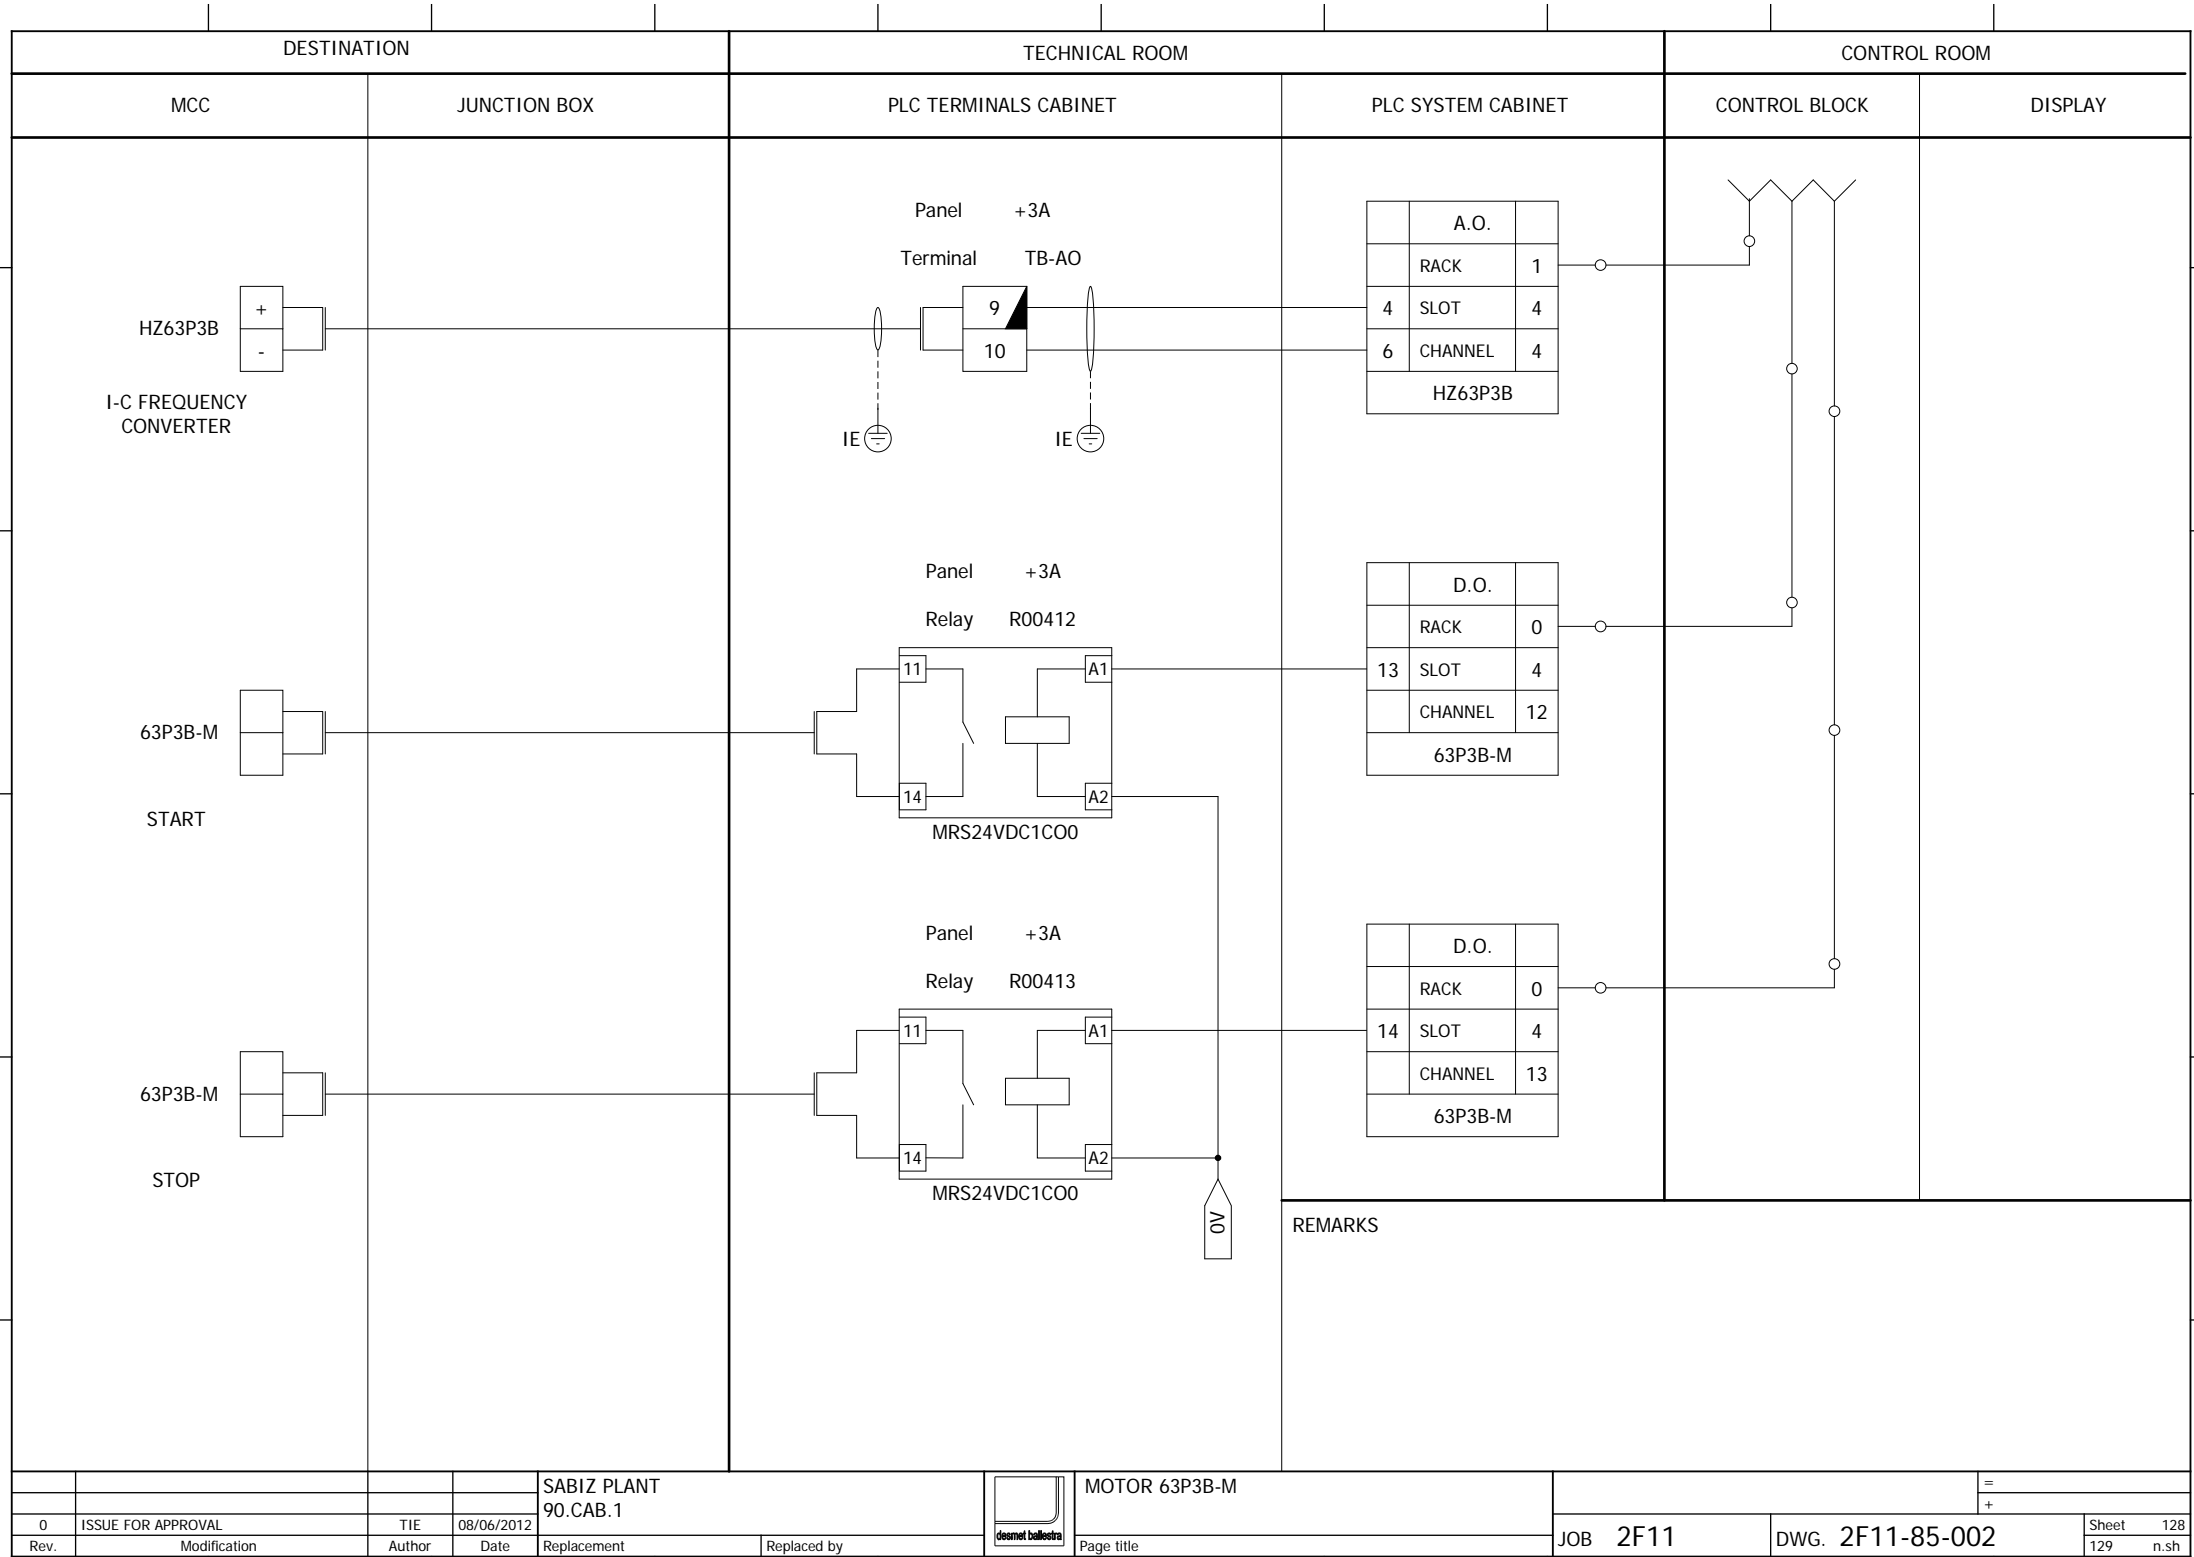 DESTINATION
TECHNICAL ROOM
CONTROL ROOM
MCC
JUNCTION BOX
PLC TERMINALS CABINET
PLC SYSTEM CABINET
CONTROL BLOCK
DISPLAY
Panel +3A
Terminal TB-AO
HZ63P3B
+
-
I-C FREQUENCY
CONVERTER
9
10
IE
IE
A.O.
RACK 1
4 SLOT 4
6 CHANNEL 4
HZ63P3B
Panel +3A
Relay R00412
63P3B-M
START
11
14
A1
A2
MRS24VDC1CO0
D.O.
RACK 0
13 SLOT 4
CHANNEL 12
63P3B-M
Panel +3A
Relay R00413
63P3B-M
STOP
11
14
A1
A2
MRS24VDC1CO0
0V
D.O.
RACK 0
14 SLOT 4
CHANNEL 13
63P3B-M
REMARKS
0 ISSUE FOR APPROVAL TIE 08/06/2012
Rev. Modification Author Date
SABIZ PLANT
90.CAB.1
Replacement Replaced by
desmet ballestra
MOTOR 63P3B-M
Page title
JOB 2F11
DWG. 2F11-85-002
=
+
Sheet 128
129 n.sh